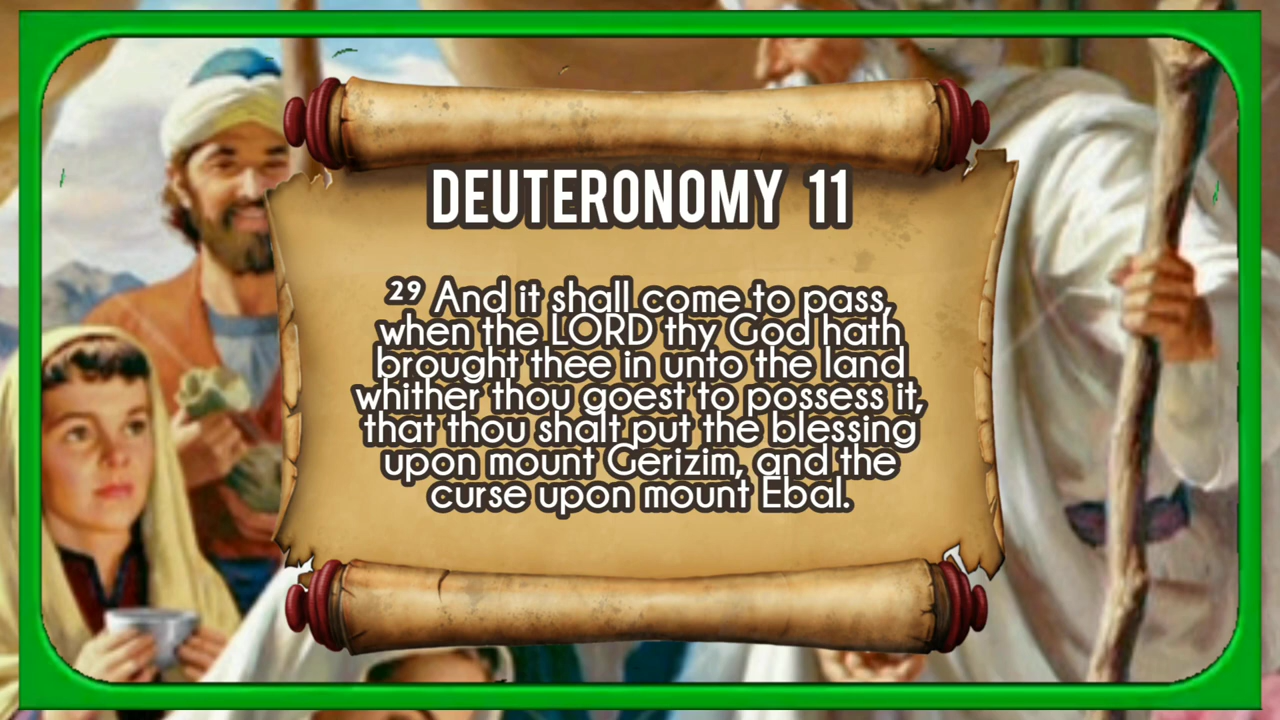 DEUTERONOMY 11
²⁹ And it shall come to pass,
when the LORD thy God hath
brought thee in unto the land
whither thou goest to possess it,
that thou shalt put the blessing
upon mount Gerizim, and the
curse upon mount Ebal.